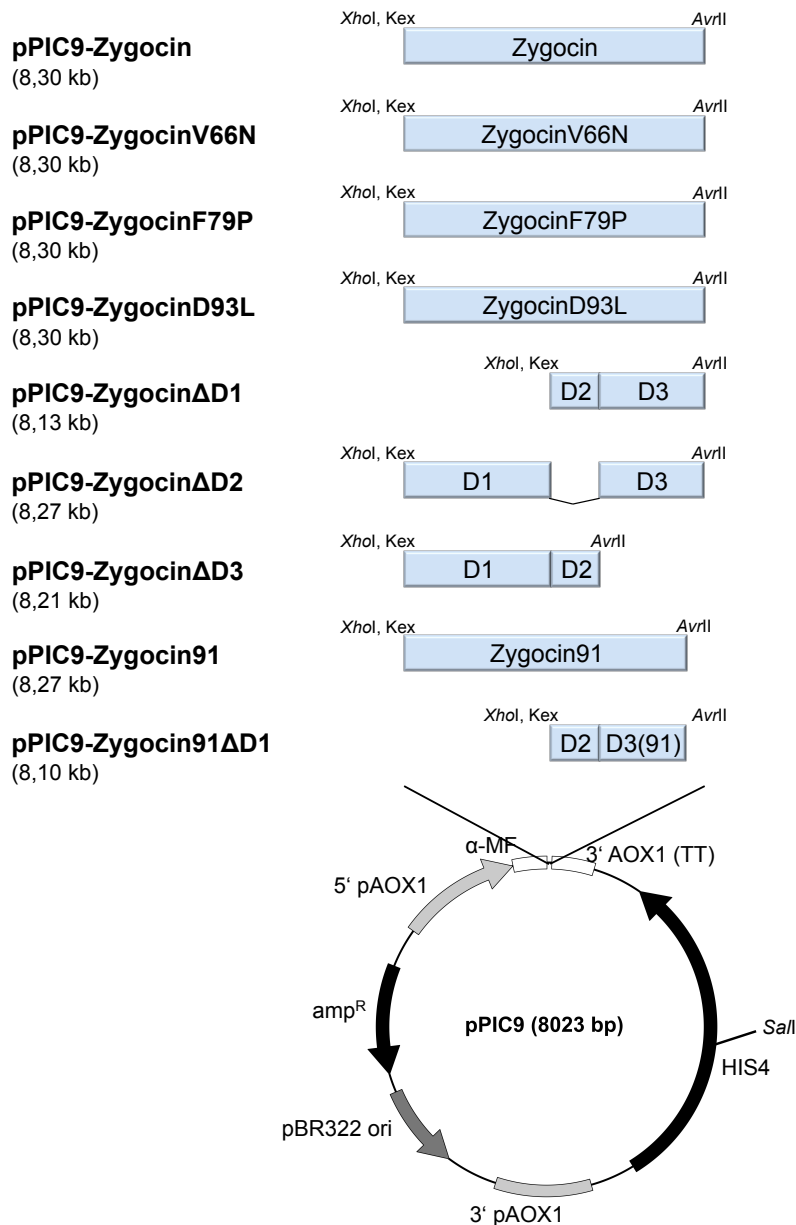 XhoI, Kex AvrII
pPIC9-Zygocin Zygocin
(8,30 kb)
XhoI, Kex AvrII
pPIC9-ZygocinV66N ZygocinV66N
(8,30 kb)
XhoI, Kex AvrII
pPIC9-ZygocinF79P ZygocinF79P
(8,30 kb)
XhoI, Kex AvrII
pPIC9-ZygocinD93L ZygocinD93L
(8,30 kb)
XhoI, Kex AvrII
pPIC9-ZygocinΔD1 D2 D3
(8,13 kb)
XhoI, Kex AvrII
pPIC9-ZygocinΔD2 D1 D3
(8,27 kb)
XhoI, Kex AvrII
pPIC9-ZygocinΔD3 D1 D2
(8,21 kb)
XhoI, Kex AvrII
pPIC9-Zygocin91 Zygocin91
(8,27 kb)
XhoI, Kex AvrII
pPIC9-Zygocin91ΔD1 D2 D3(91)
(8,10 kb)
α-MF 3‘ AOX1 (TT)
5‘ pAOX1
ampR pPIC9 (8023 bp) SalI
HIS4
pBR322 ori
3‘ pAOX1